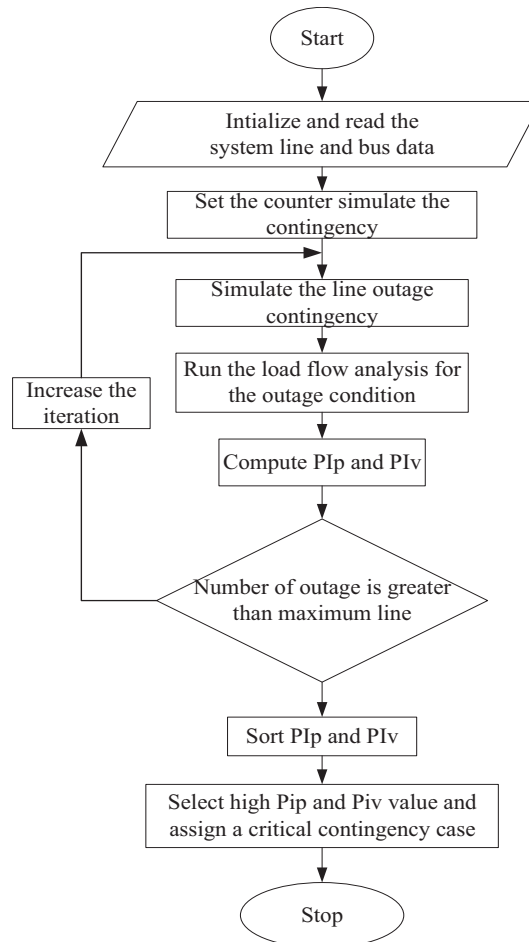 Start
Intialize and read the
system line and bus data
Set the counter simulate the
contingency
Simulate the line outage
contingency
Run the load flow analysis for
the outage condition
Increase the
iteration
Compute PIp and PIv
Number of outage is greater
than maximum line
Sort PIp and PIv
Select high Pip and Piv value and
assign a critical contingency case
Stop